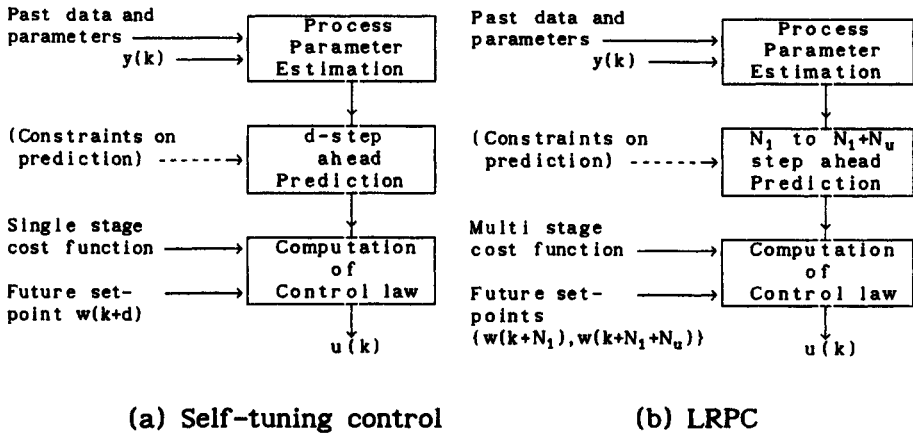 Past data and
parameters
y(k)
Process
Parameter
Estimation
(Constraints on
prediction)
d-step
ahead
Prediction
Single stage
cost function
Computation
of
Control law
Future set-
point w(k+d)
u(k)
(a) Self-tuning control
Past data and
parameters
y(k)
Process
Parameter
Estimation
(Constraints on
prediction)
N₁ to N₁+Nᵤ
step ahead
Prediction
Multi stage
cost function
Computation
of
Control law
Future set-
points
{w(k+N₁),w(k+N₁+Nᵤ)}
u(k)
(b) LRPC